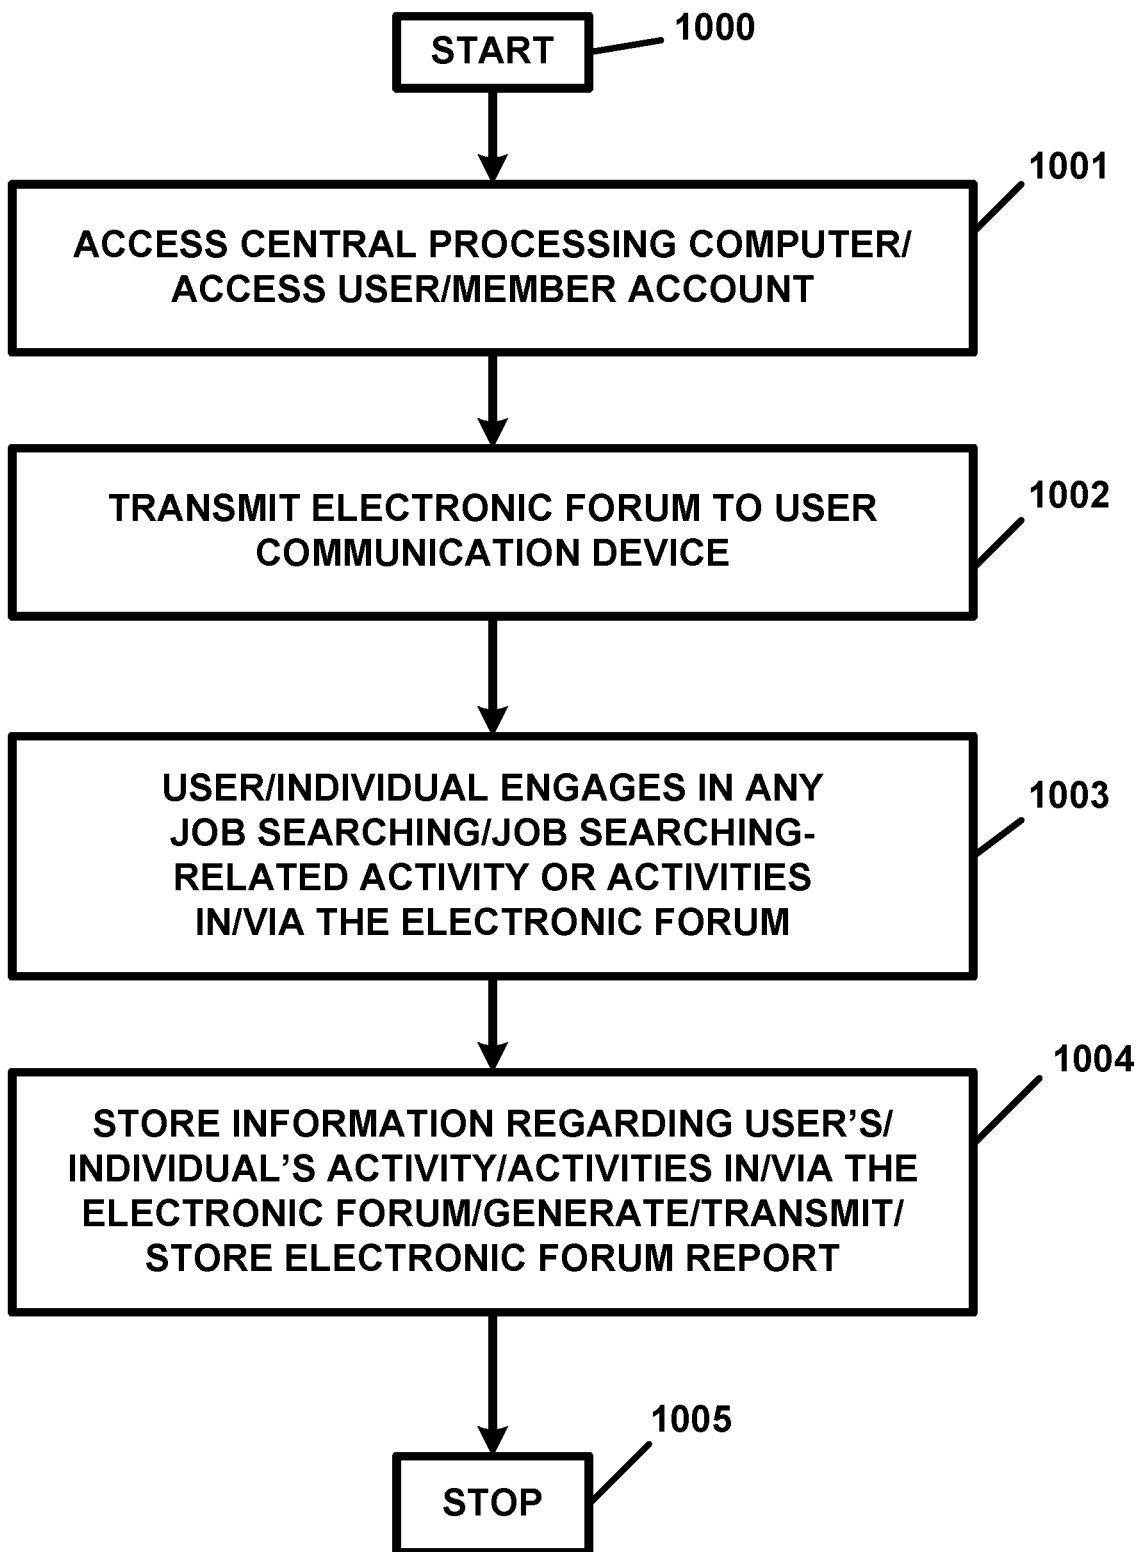 START
1000
1001
ACCESS CENTRAL PROCESSING COMPUTER/
ACCESS USER/MEMBER ACCOUNT
1002
TRANSMIT ELECTRONIC FORUM TO USER
COMMUNICATION DEVICE
1003
USER/INDIVIDUAL ENGAGES IN ANY
JOB SEARCHING/JOB SEARCHING-
RELATED ACTIVITY OR ACTIVITIES
IN/VIA THE ELECTRONIC FORUM
1004
STORE INFORMATION REGARDING USER’S/
INDIVIDUAL’S ACTIVITY/ACTIVITIES IN/VIA THE
ELECTRONIC FORUM/GENERATE/TRANSMIT/
STORE ELECTRONIC FORUM REPORT
1005
STOP